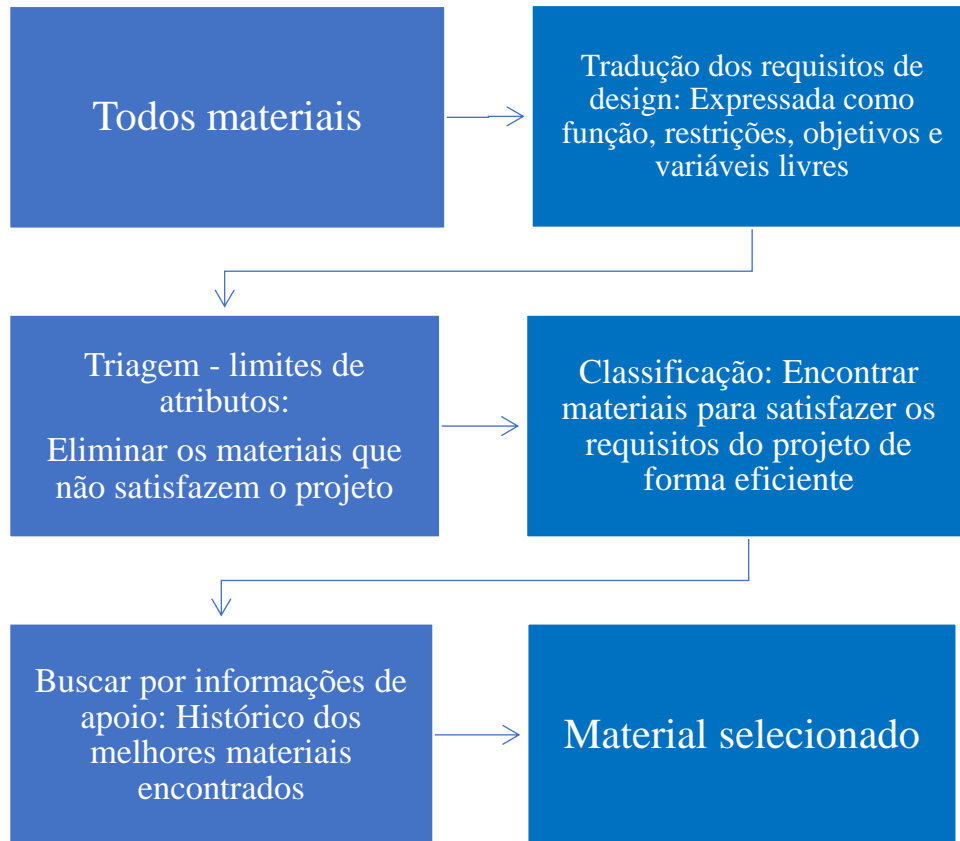 Todos materiais
Tradução dos requisitos de
design: Expressada como
função, restrições, objetivos e
variáveis livres
Triagem - limites de
atributos:
Eliminar os materiais que
não satisfazem o projeto
Classificação: Encontrar
materiais para satisfazer os
requisitos do projeto de
forma eficiente
Buscar por informações de
apoio: Histórico dos
melhores materiais
encontrados
Material selecionado